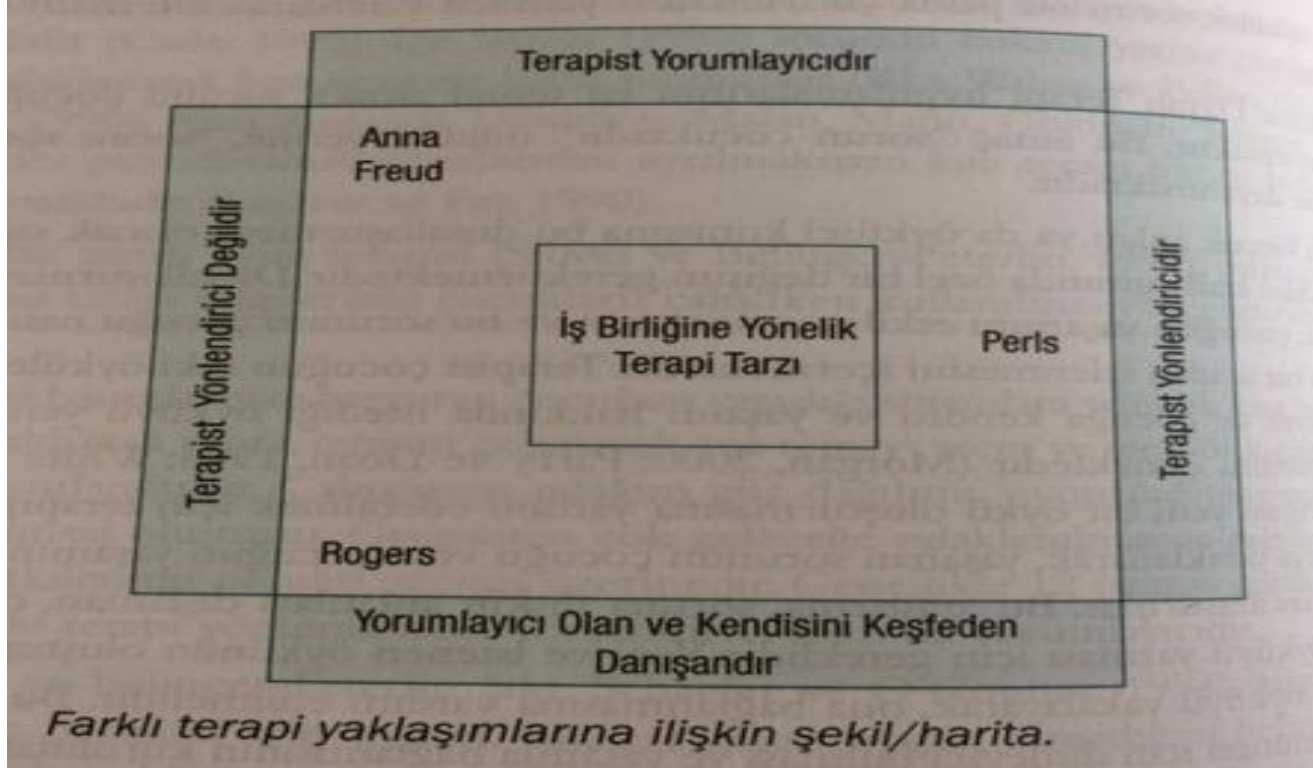 Terapist Yorumlayıcıdır
Anna
Freud
Terapist Yönlendirici Değildir
İş Birliğine Yönelik
Terapi Tarzı
Perls
Terapist Yönlendiricidir
Rogers
Yorumlayıcı Olan ve Kendisini Keşfeden
Danışandır
Farklı terapi yaklaşımlarına ilişkin şekil/harita.